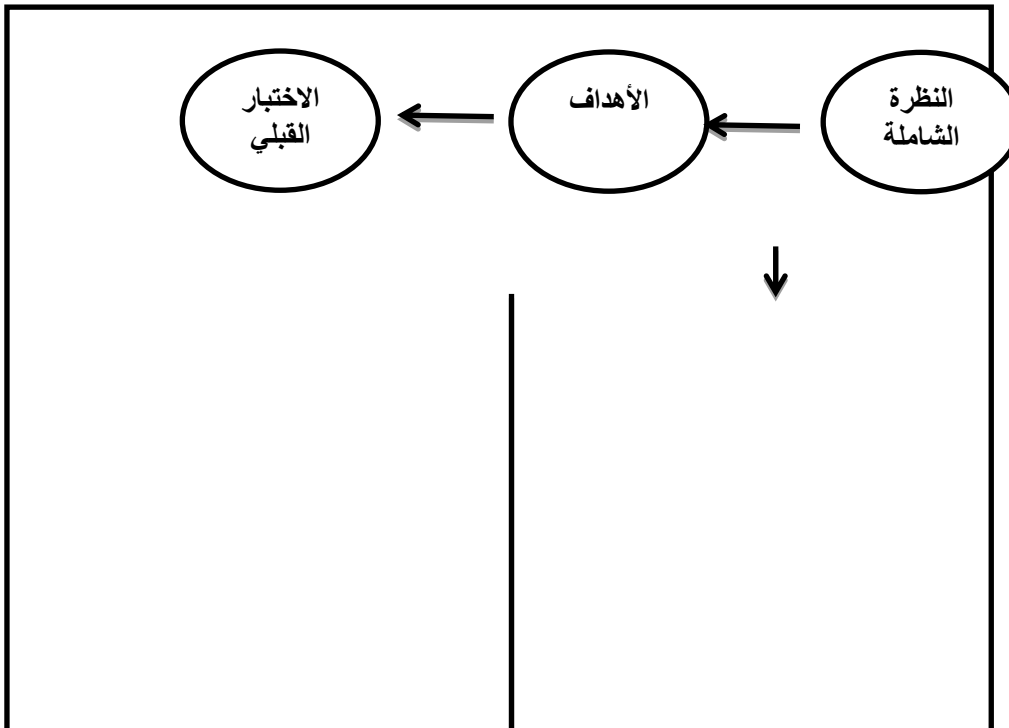 النظرة
الشاملة
الأهداف
الاختبار
القبلي